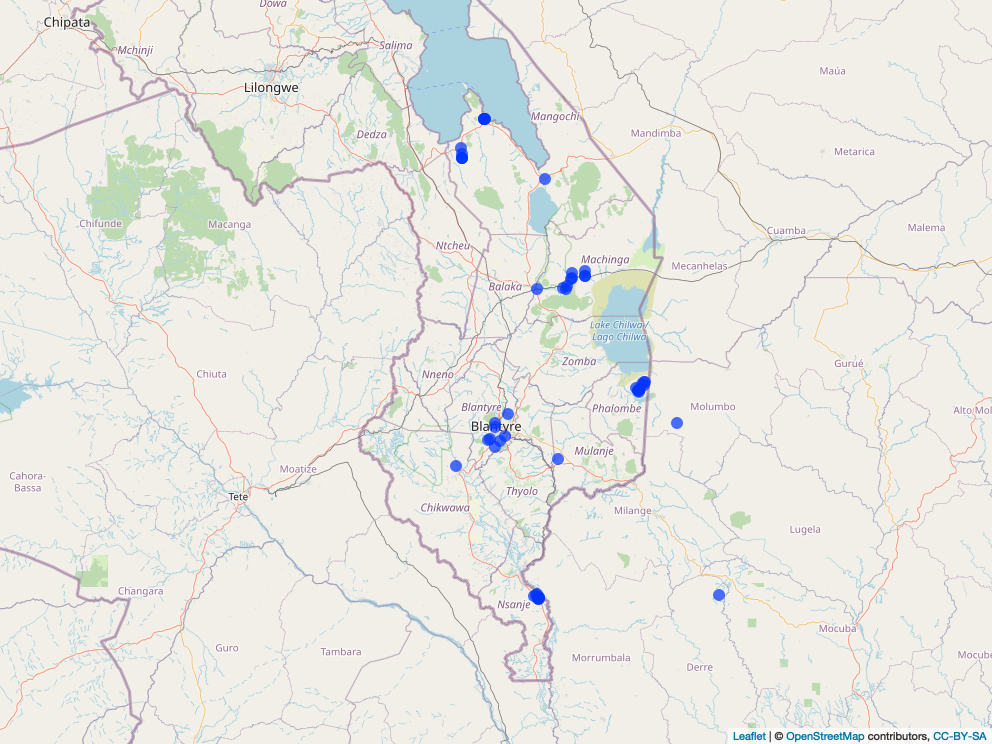 Dowa
Chipata
Mchinji
Salima
Maúa
Lilongwe
Mangochi
Dedza
Mandimba
Metarica
Chifunde
Macanga
Malema
Cuamba
Ntcheu
Machinga
Mecanhelas
Balaka
Lake Chilwa /
Lago Chilwa
Zomba
Gurué
Chiuta
Nneno
Blantyre
Phalombe
Molumbo
Alto Mol
Blantyre
Mulanje
Moatize
Cahora-
Bassa
Tete
Thyolo
Chikwawa
Milange
Lugela
Changara
Nsanje
Mocuba
Guro
Tambara
Morrumbala
Derre
Mocube
Leaflet | © OpenStreetMap contributors, CC-BY-SA